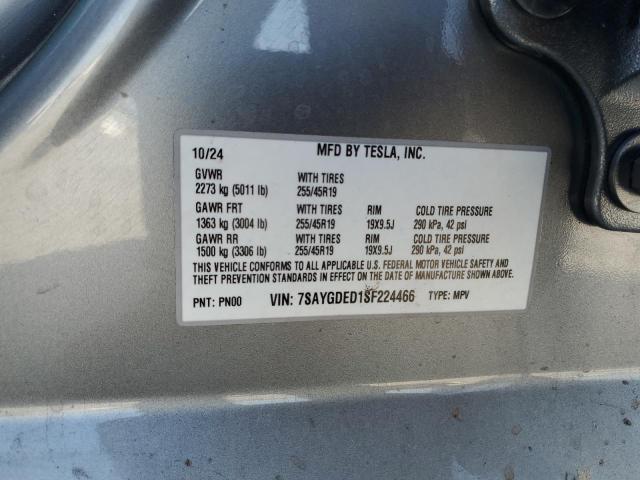 10/24 MFD BY TESLA, INC.
GVWR WITH TIRES
2273 kg (5011 lb) 255/45R19
GAWR FRT WITH TIRES RIM COLD TIRE PRESSURE
1363 kg (3004 lb) 255/45R19 19X9.5J 290 kPa, 42 psi
GAWR RR WITH TIRES RIM COLD TIRE PRESSURE
1500 kg (3306 lb) 255/45R19 19X9.5J 290 kPa, 42 psi
THIS VEHICLE CONFORMS TO ALL APPLICABLE U.S. FEDERAL MOTOR VEHICLE SAFETY AND
THEFT PREVENTION STANDARDS IN EFFECT ON THE DATE OF MANUFACTURE SHOWN ABOVE.
PNT: PN00 VIN: 7SAYGDED1SF224466 TYPE: MPV